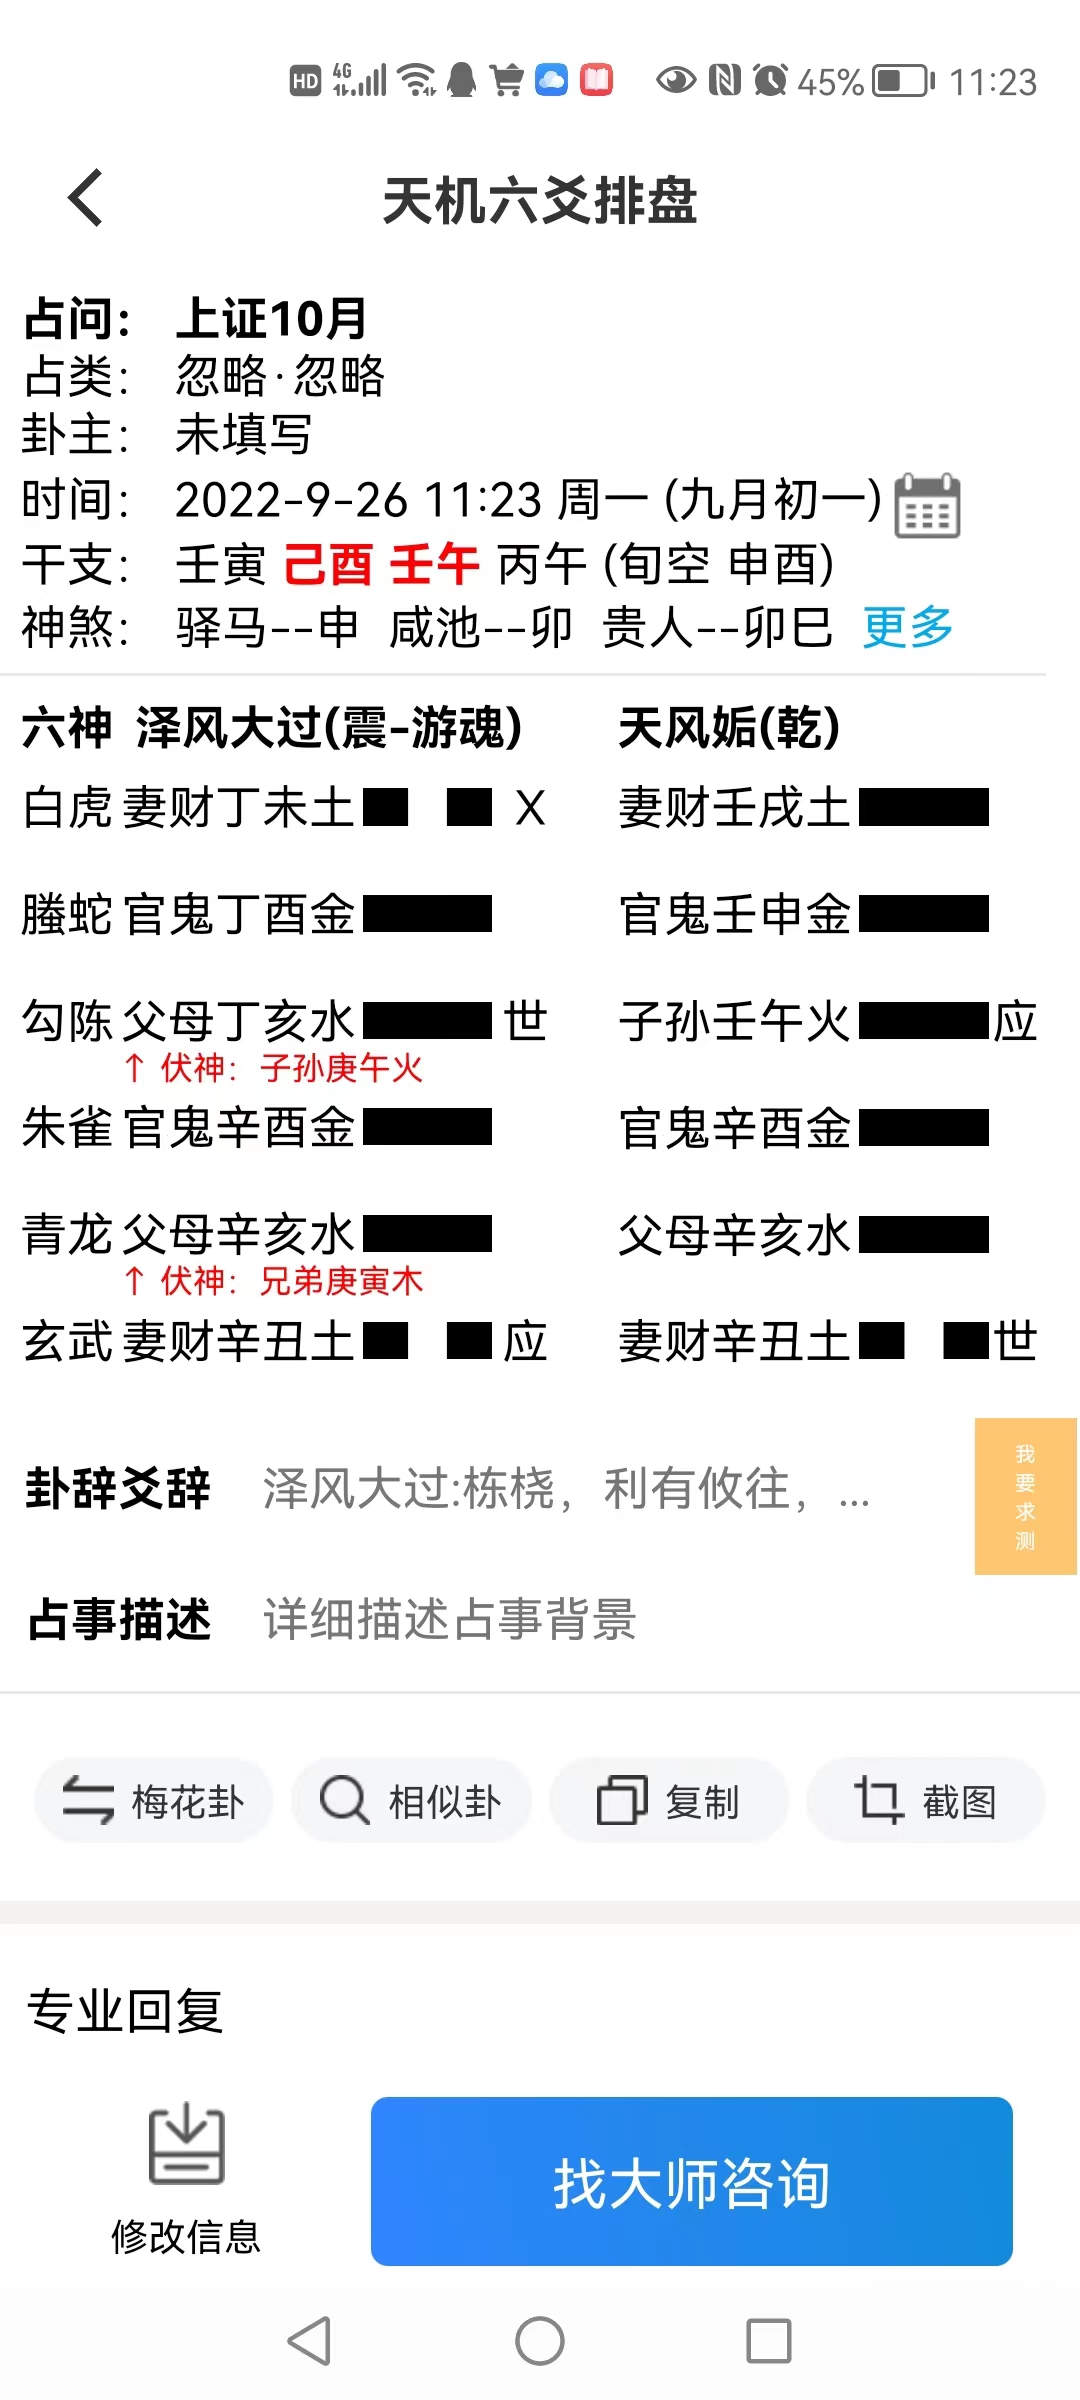 HD 4G 45% 11:23
天机六爻排盘
占问： 上证10月
占类： 忽略·忽略
卦主： 未填写
时间： 2022-9-26 11:23 周一 (九月初一)
干支： 壬寅 己酉 壬午 丙午 (旬空 申酉)
神煞： 驿马--申 咸池--卯 贵人--卯巳 更多
六神 泽风大过(震-游魂) 天风姤(乾)
白虎 妻财丁未土 X 妻财壬戌土
螣蛇 官鬼丁酉金 官鬼壬申金
勾陈 父母丁亥水 世 子孙壬午火 应
↑ 伏神：子孙庚午火
朱雀 官鬼辛酉金 官鬼辛酉金
青龙 父母辛亥水 父母辛亥水
↑ 伏神：兄弟庚寅木
玄武 妻财辛丑土 应 妻财辛丑土 世
卦辞爻辞 泽风大过:栋桡，利有攸往，...
我要求测
占事描述 详细描述占事背景
梅花卦 相似卦 复制 截图
专业回复
修改信息 找大师咨询